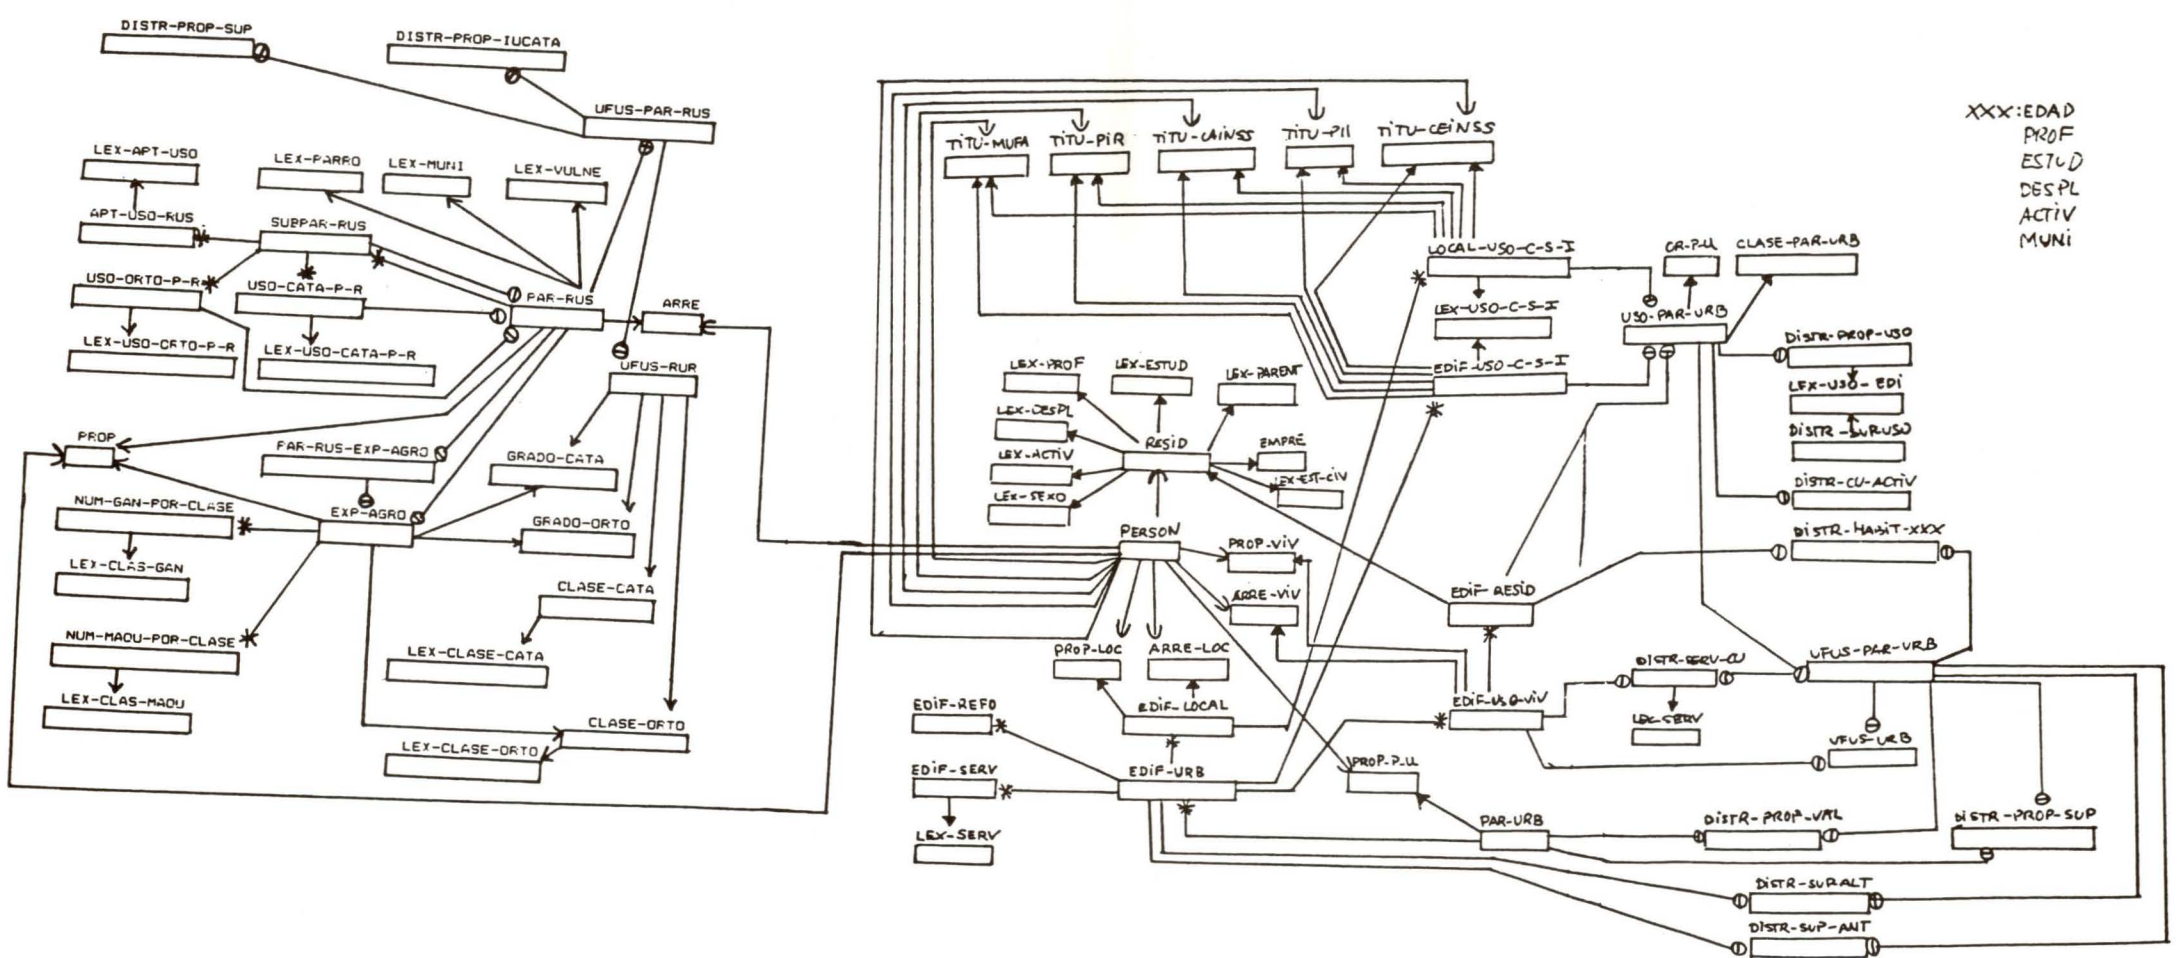 DISTR-PROP-SUP
DISTR-PROP-IUCATA
UFUS-PAR-RUS
LEX-APT-USO
LEX-PARRO
LEX-MUNI
LEX-VULNE
APT-USO-RUS
SUBPAR-RUS
USO-ORTO-P-R
USO-CATA-P-R
PAR-RUS
ARRE
LEX-USO-ORTO-P-R
LEX-USO-CATA-P-R
UFUS-RUR
PROP
PAR-RUS-EXP-AGRO
GRADO-CATA
NUM-GAN-POR-CLASE
EXP-AGRO
GRADO-ORTO
LEX-CLAS-GAN
CLASE-CATA
NUM-MAQU-POR-CLASE
LEX-CLASE-CATA
LEX-CLAS-MAQU
CLASE-ORTO
LEX-CLASE-ORTO
TITU-MUFA
TITU-PIR
TITU-CAINSS
TITU-PII
TITU-CEINSS
XXX:EDAD
PROF
ESTUD
DESPL
ACTIV
MUNI
LOCAL-USO-C-S-I
OR-P-U
CLASE-PAR-URB
LEX-USO-C-S-I
USO-PAR-URB
DISTR-PROP-USO
EDIF-USO-C-S-I
LEX-USO-EDI
LEX-PROF
LEX-ESTUD
LEX-PARENT
LEX-DESPL
DISTR-SURUSO
RESID
EMPRE
LEX-ACTIV
LEX-EST-CIV
LEX-SEXO
DISTR-CU-ACTIV
PERSON
PROP-VIV
DISTR-HABIT-XXX
ARRE-VIV
EDIF-RESID
PROP-LOC
ARRE-LOC
DISTR-SERV-CU
UFUS-PAR-URB
EDIF-REFO
EDIF-LOCAL
EDIF-USO-VIV
LEX-SERV
UFUS-URB
EDIF-SERV
EDIF-URB
PROP-P-U
LEX-SERV
PAR-URB
DISTR-PROP-VAL
DISTR-PROP-SUP
DISTR-SURALT
DISTR-SUP-ANT